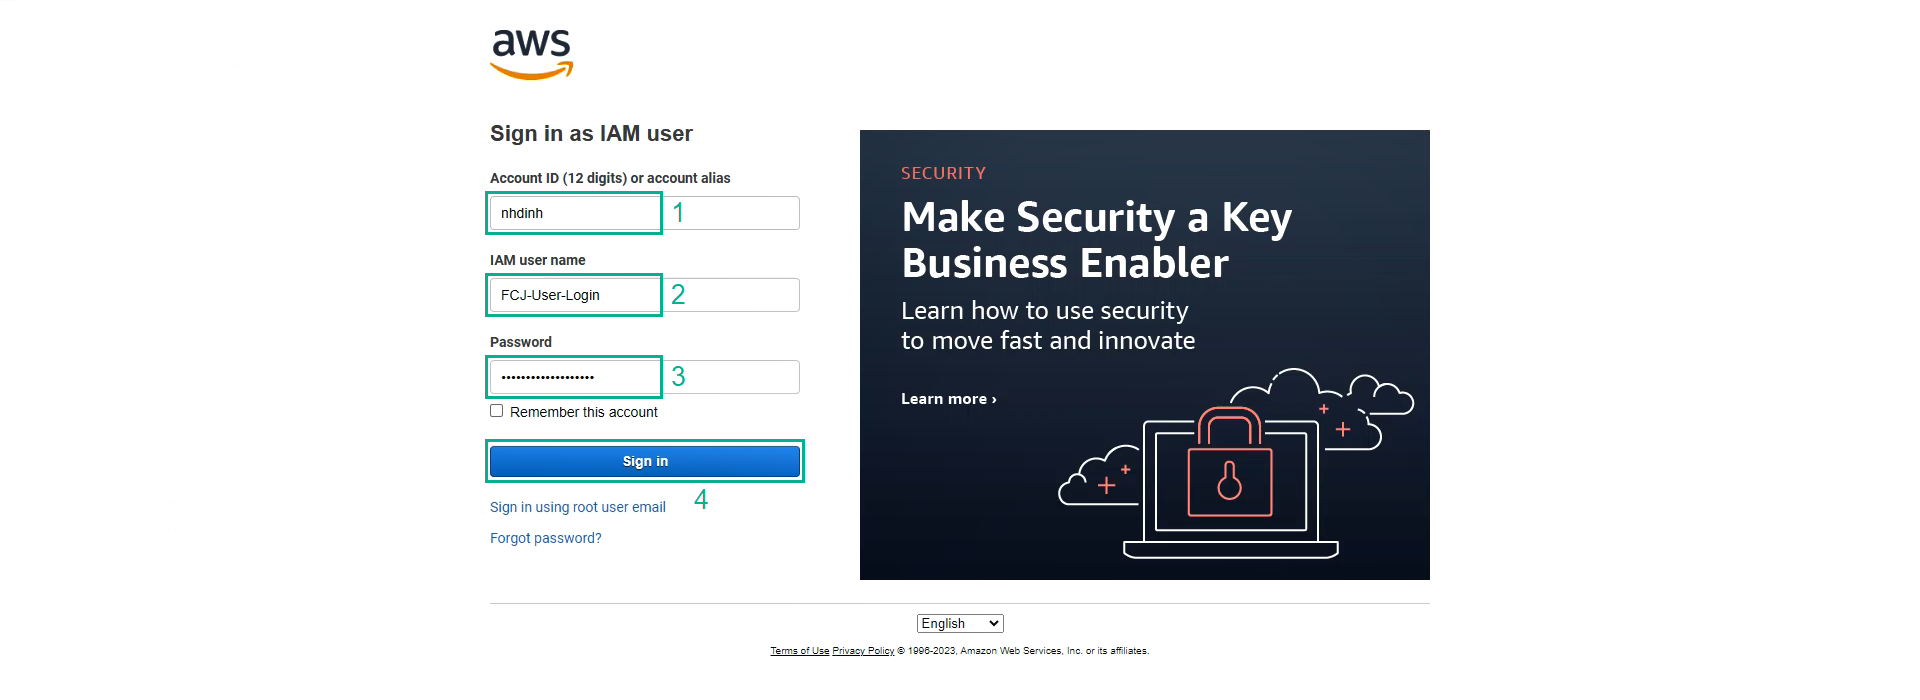 aws
Sign in as IAM user
Account ID (12 digits) or account alias
nhdinh
1
IAM user name
FCJ-User-Login
2
Password
•••••••••••••••••••
3
Remember this account
Sign in
4
Sign in using root user email
Forgot password?
SECURITY
Make Security a Key
Business Enabler
Learn how to use security
to move fast and innovate
Learn more ›
English
Terms of Use Privacy Policy © 1996-2023, Amazon Web Services, Inc. or its affiliates.